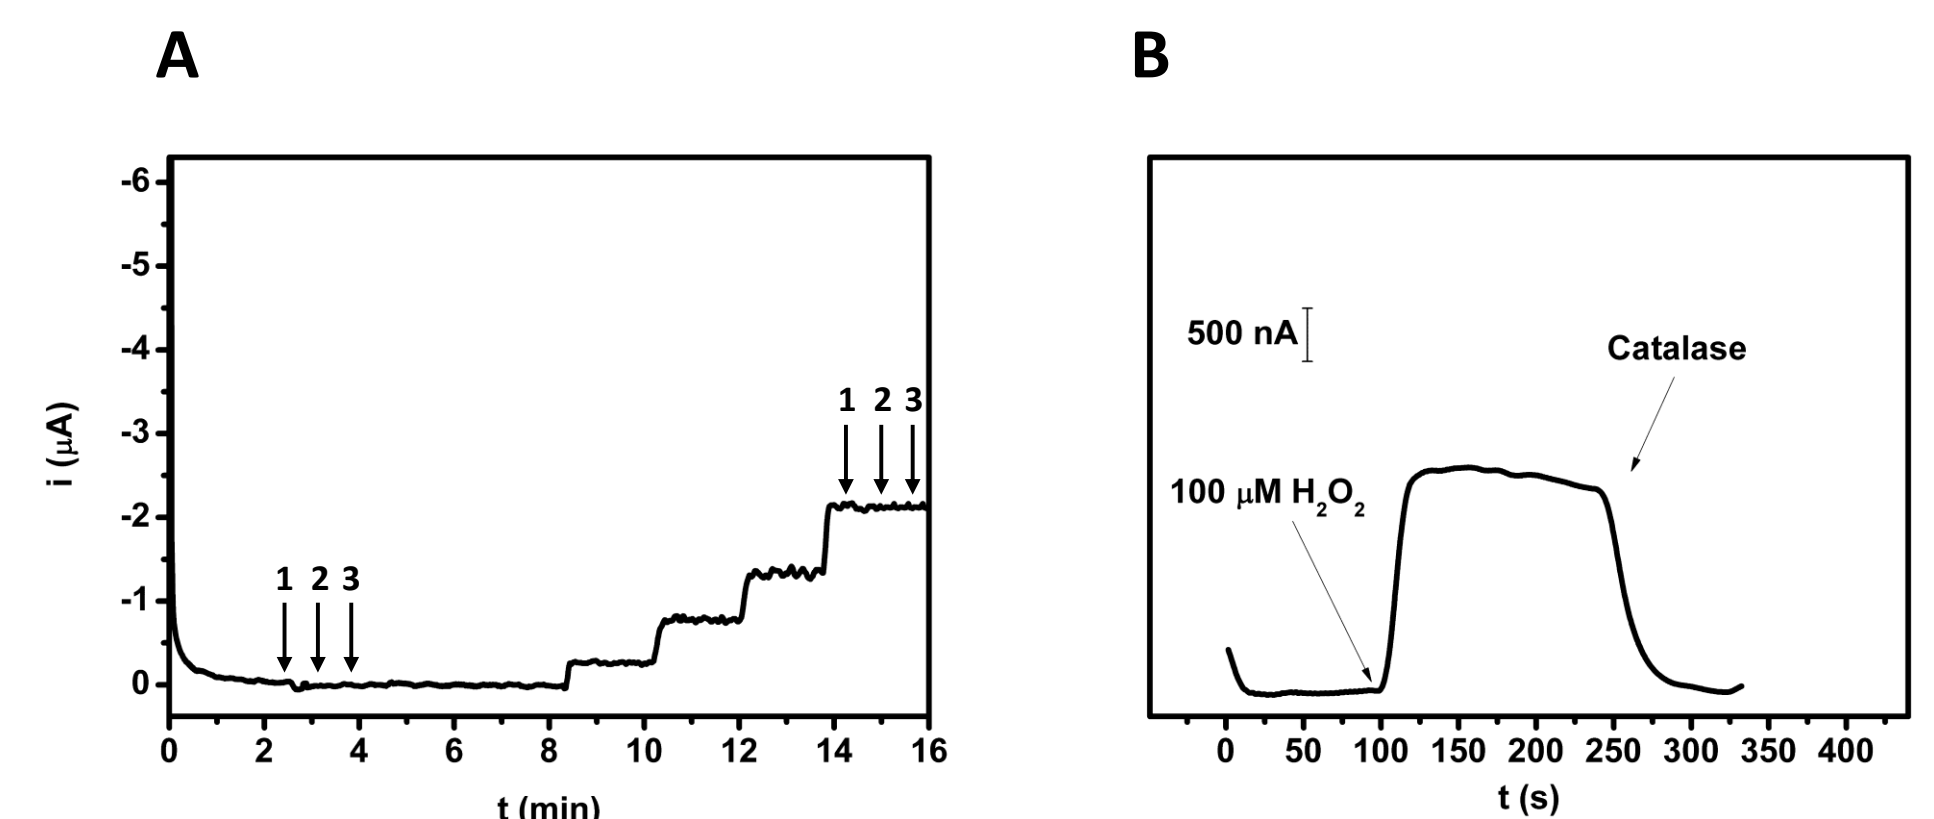 A
B
-6
-5
-4
-3
-2
-1
0
i (μA)
1 2 3
1 2 3
0 2 4 6 8 10 12 14 16
t (min)
500 nA
Catalase
100 μM H₂O₂
0 50 100 150 200 250 300 350 400
t (s)